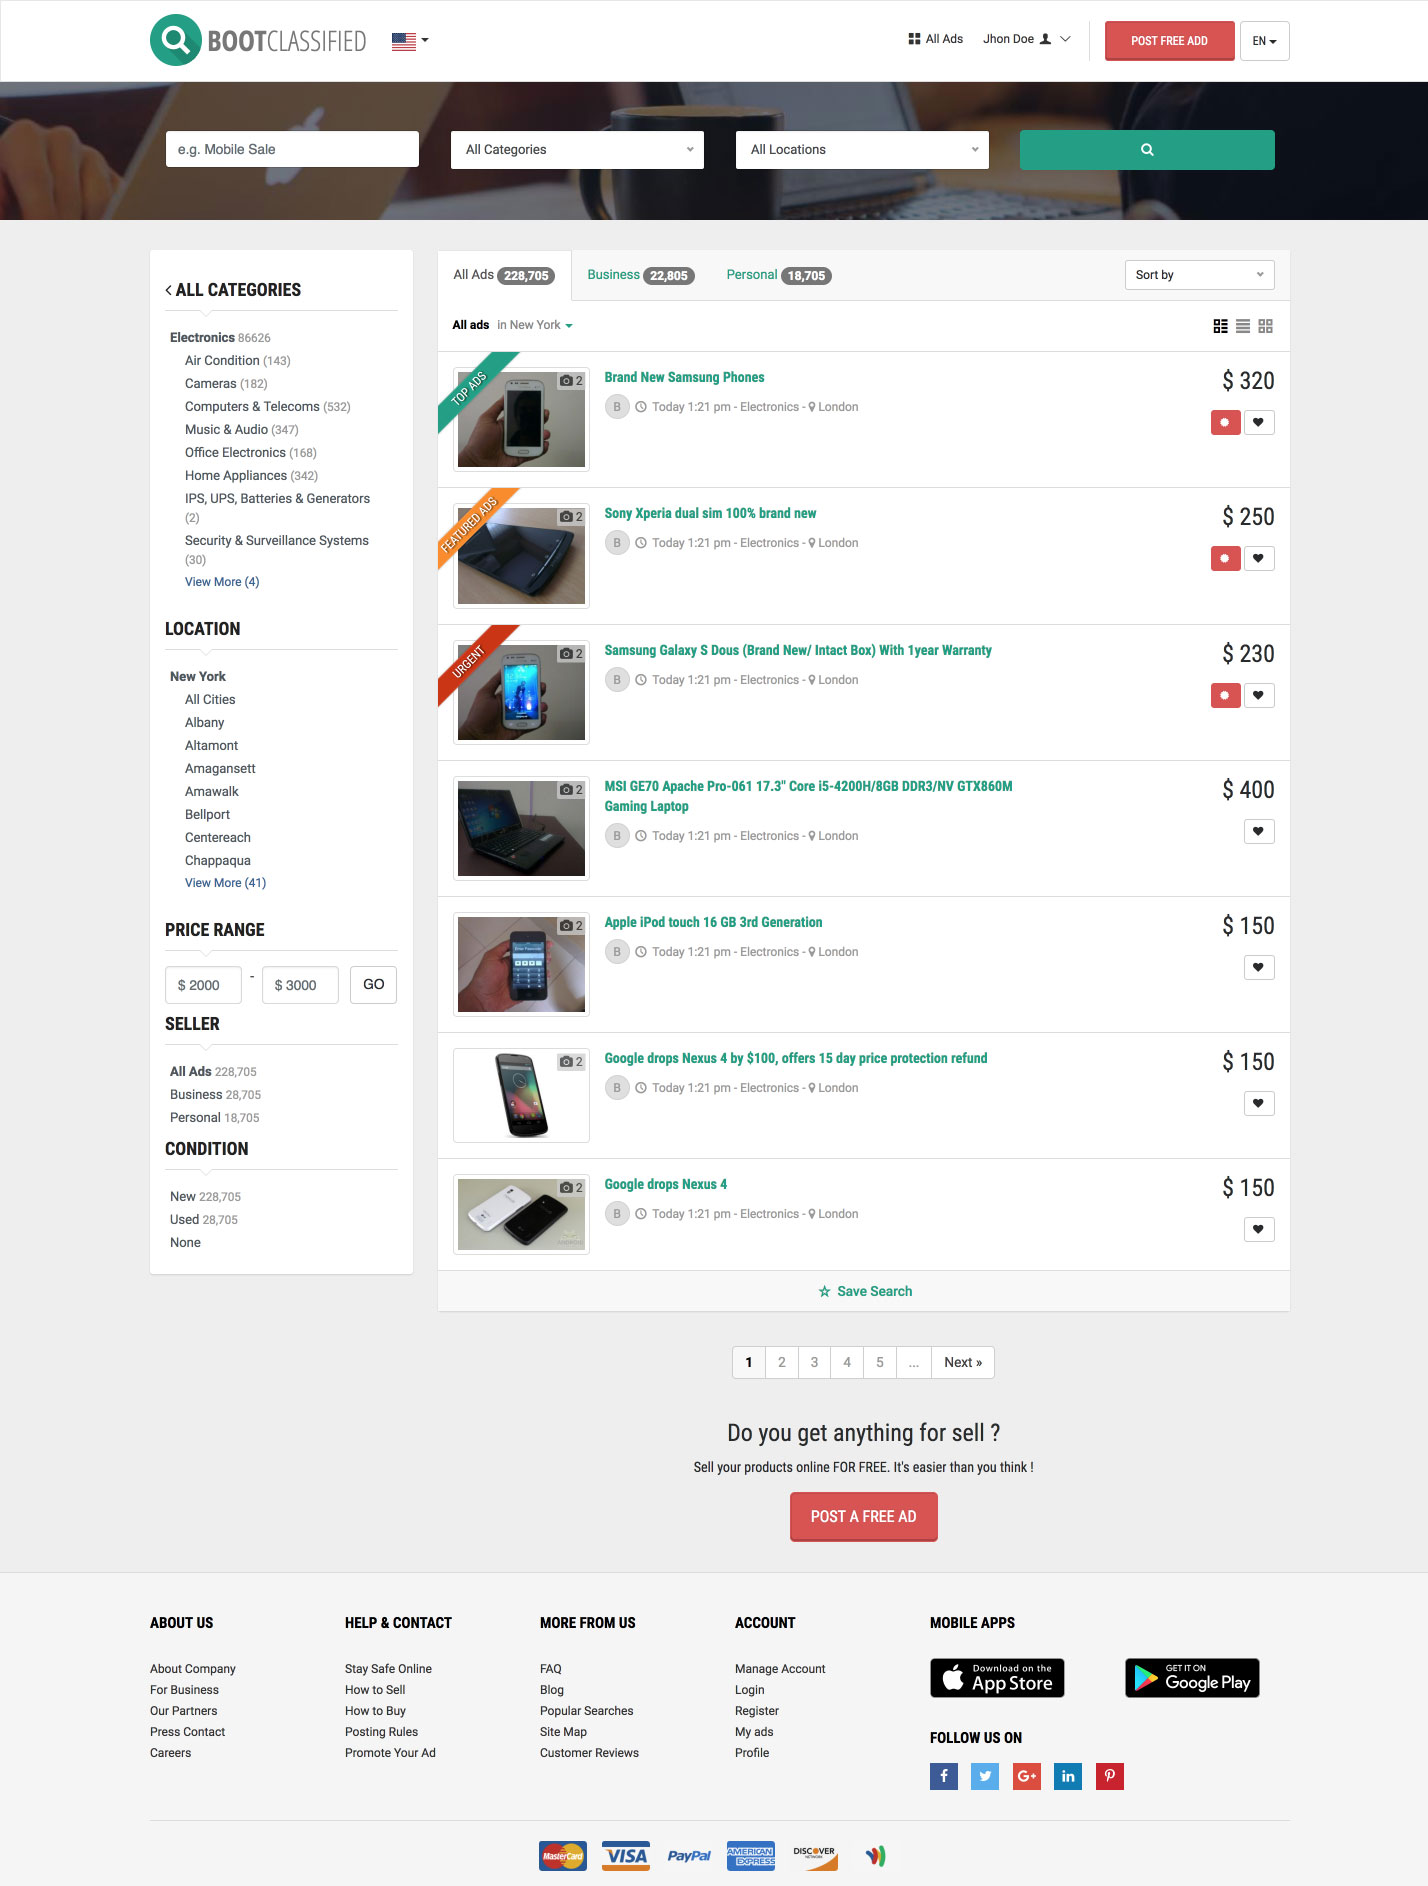 BOOTCLASSIFIED
All Ads
Jhon Doe
POST FREE ADD
EN
e.g. Mobile Sale
All Categories
All Locations
ALL CATEGORIES
Electronics 86626
Air Condition (143)
Cameras (182)
Computers & Telecoms (532)
Music & Audio (347)
Office Electronics (168)
Home Appliances (342)
IPS, UPS, Batteries & Generators
(2)
Security & Surveillance Systems
(30)
View More (4)
LOCATION
New York
All Cities
Albany
Altamont
Amagansett
Amawalk
Bellport
Centereach
Chappaqua
View More (41)
PRICE RANGE
$ 2000 - $ 3000 GO
SELLER
All Ads 228,705
Business 28,705
Personal 18,705
CONDITION
New 228,705
Used 28,705
None
All Ads 228,705
Business 22,805
Personal 18,705
Sort by
All ads in New York
TOP ADS
2
Brand New Samsung Phones
B Today 1:21 pm - Electronics - London
$ 320
FEATURED ADS
2
Sony Xperia dual sim 100% brand new
B Today 1:21 pm - Electronics - London
$ 250
URGENT
2
Samsung Galaxy S Dous (Brand New/ Intact Box) With 1year Warranty
B Today 1:21 pm - Electronics - London
$ 230
2
MSI GE70 Apache Pro-061 17.3" Core i5-4200H/8GB DDR3/NV GTX860M
Gaming Laptop
B Today 1:21 pm - Electronics - London
$ 400
2
Apple iPod touch 16 GB 3rd Generation
B Today 1:21 pm - Electronics - London
$ 150
2
Google drops Nexus 4 by $100, offers 15 day price protection refund
B Today 1:21 pm - Electronics - London
$ 150
2
Google drops Nexus 4
B Today 1:21 pm - Electronics - London
$ 150
Save Search
1 2 3 4 5 ... Next »
Do you get anything for sell ?
Sell your products online FOR FREE. It's easier than you think !
POST A FREE AD
ABOUT US
About Company
For Business
Our Partners
Press Contact
Careers
HELP & CONTACT
Stay Safe Online
How to Sell
How to Buy
Posting Rules
Promote Your Ad
MORE FROM US
FAQ
Blog
Popular Searches
Site Map
Customer Reviews
ACCOUNT
Manage Account
Login
Register
My ads
Profile
MOBILE APPS
Download on the
App Store
GET IT ON
Google Play
FOLLOW US ON
MasterCard
VISA
PayPal
AMERICAN
EXPRESS
DISCOVER
NETWORK